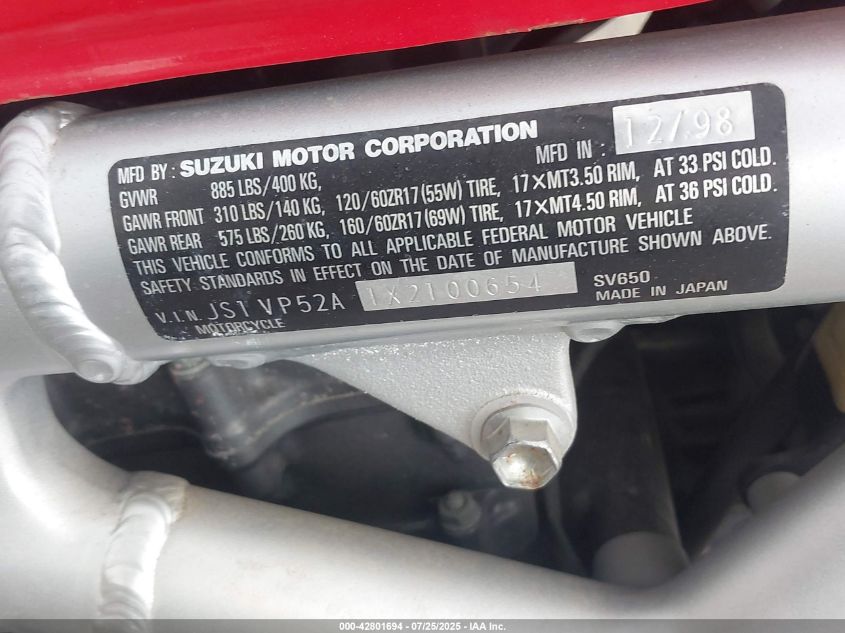 MFD BY : SUZUKI MOTOR CORPORATION MFD IN : 12/98
GVWR 885 LBS/400 KG,
GAWR FRONT 310 LBS/140 KG, 120/60ZR17(55W) TIRE, 17×MT3.50 RIM, AT 33 PSI COLD.
GAWR REAR 575 LBS/260 KG, 160/60ZR17(69W) TIRE, 17×MT4.50 RIM, AT 36 PSI COLD.
THIS VEHICLE CONFORMS TO ALL APPLICABLE FEDERAL MOTOR VEHICLE
SAFETY STANDARDS IN EFFECT ON THE DATE OF MANUFACTURE SHOWN ABOVE.
V.I.N. JS1VP52A 1X2100654 SV650
MOTORCYCLE MADE IN JAPAN
000-42801694 - 07/25/2025 - IAA Inc.